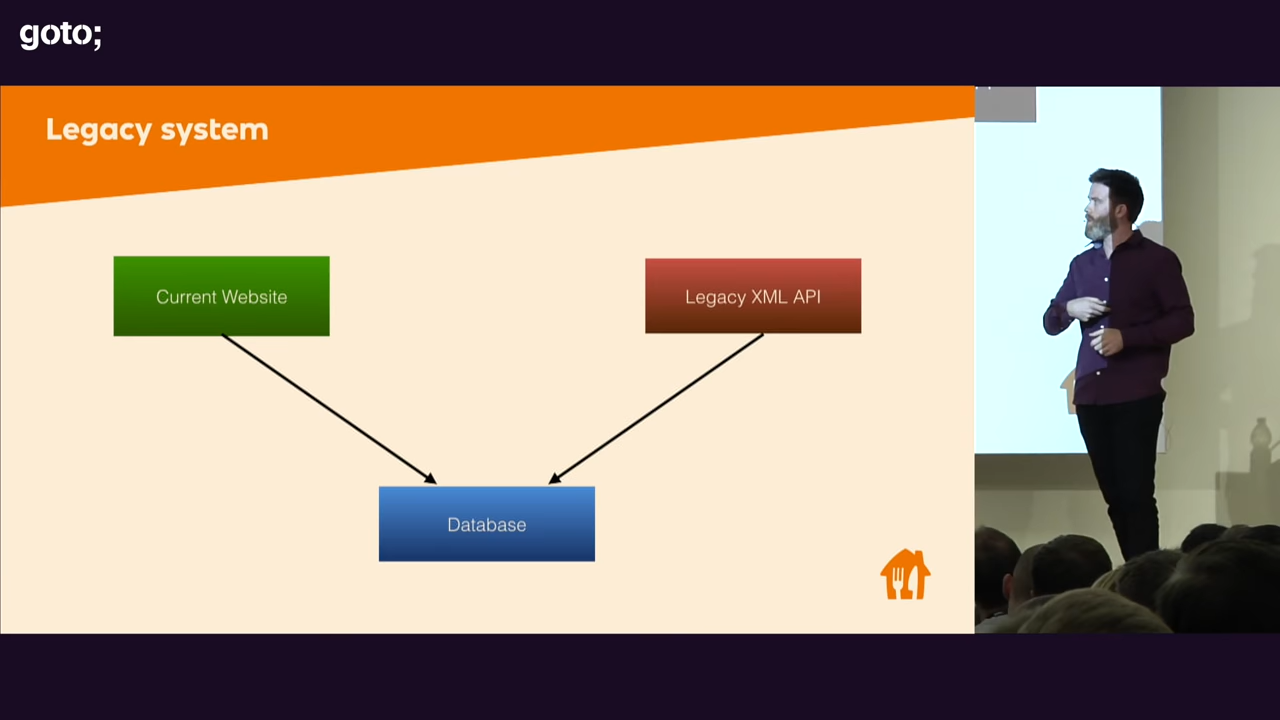 goto;
Legacy system
Current Website
Legacy XML API
Database